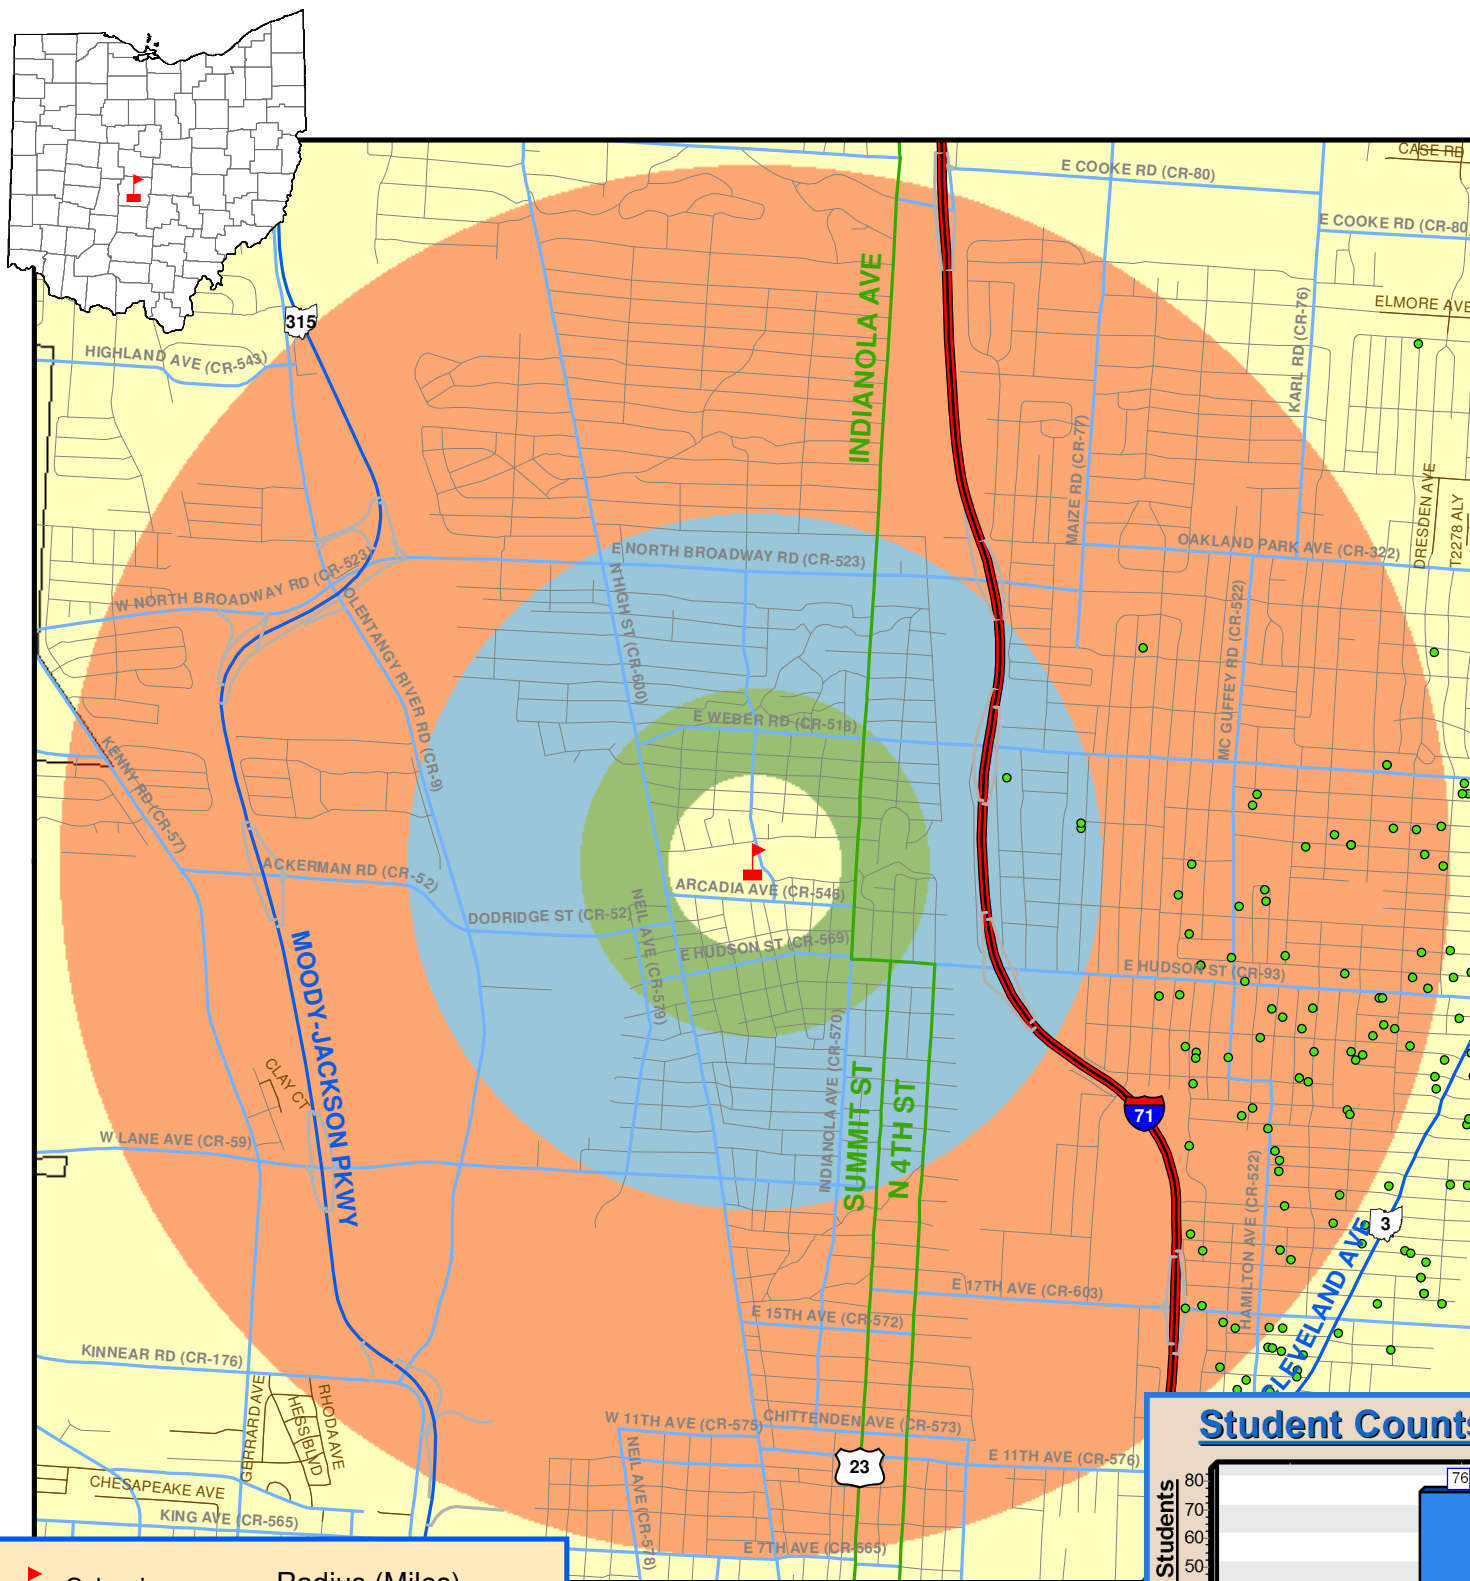 CASE RD
E COOKE RD (CR-80)
E COOKE RD (CR-80
ELMORE AVE
INDIANOLA AVE
KARL RD (CR-76)
315
HIGHLAND AVE (CR-543)
MAIZE RD (CR-77)
DRESDEN AVE
T2278 ALY
OAKLAND PARK AVE (CR-322)
E NORTH BROADWAY RD (CR-523)
W NORTH BROADWAY RD (CR-523)
N HIGH ST (CR-600)
OLENTANGY RIVER RD (CR-9)
MC GUFFEY RD (CR-522)
E WEBER RD (CR-518)
KENNY RD (CR-57)
ACKERMAN RD (CR-52)
ARCADIA AVE (CR-546)
DODRIDGE ST (CR-52)
NEIL AVE (CR-579)
E HUDSON ST (CR-569)
E HUDSON ST (CR-93)
MOODY-JACKSON PKWY
INDIANOLA AVE (CR-570)
SUMMIT ST
N 4TH ST
CLAY CT
71
W LANE AVE (CR-59)
HAMILTON AVE (CR-522)
3
CLEVELAND AVE
E 17TH AVE (CR-603)
E 15TH AVE (CR-572)
KINNEAR RD (CR-176)
GERRARD AVE
HESS BLVD
RHODA AVE
W 11TH AVE (CR-575)
CHITTENDEN AVE (CR-573)
E 11TH AVE (CR-576)
23
NEIL AVE (CR-578)
CHESAPEAKE AVE
KING AVE (CR-565)
E 7TH AVE (CR-565)
Student Counts
76
80
70
60
50
Students
Radius (Miles)